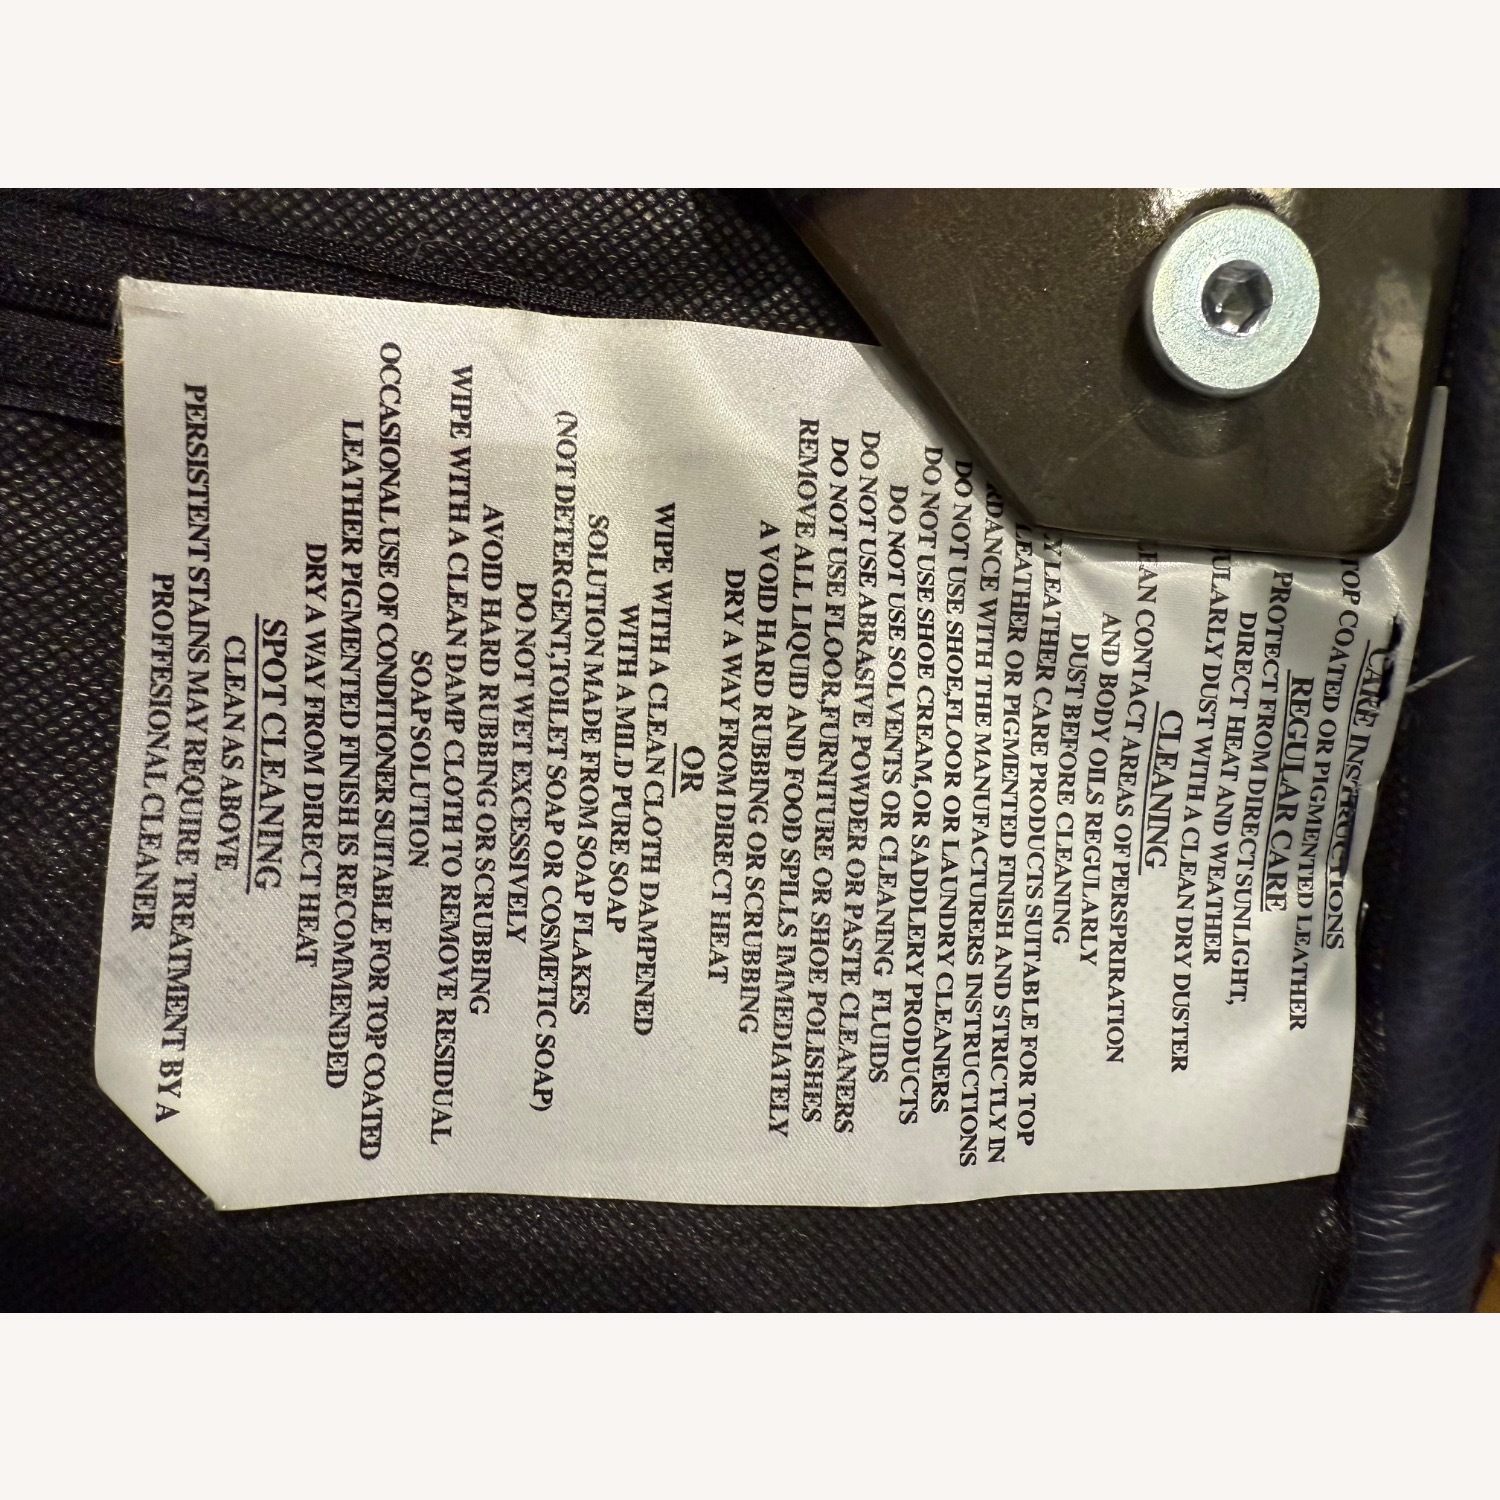 CARE INSTRUCTIONS
TOP COATED OR PIGMENTED LEATHER
REGULAR CARE
PROTECT FROM DIRECT SUNLIGHT,
DIRECT HEAT AND WEATHER
ULARLY DUST WITH A CLEAN DRY DUSTER
CLEANING
EAN CONTACT AREAS OF PERSPRIRATION
AND BODY OILS REGULARLY
DUST BEFORE CLEANING
YLEATHER CARE PRODUCTS SUITABLE FOR TOP
LEATHER OR PIGMENTED FINISH AND STRICTLY IN
RDANCE WITH THE MANUFACTURERS INSTRUCTIONS
DO NOT USE SHOE,FLOOR OR LAUNDRY CLEANERS
DO NOT USE SHOE CREAM,OR SADDLERY PRODUCTS
DO NOT USE SOLVENTS OR CLEANING FLUIDS
DO NOT USE ABRASIVE POWDER OR PASTE CLEANERS
DO NOT USE FLOOR,FURNITURE OR SHOE POLISHES
REMOVE ALL LIQUID AND FOOD SPILLS IMMEDIATELY
A VOID HARD RUBBING OR SCRUBBING
DRY A WAY FROM DIRECT HEAT
OR
WIPE WITH A CLEAN CLOTH DAMPENED
WITH A MILD PURE SOAP
SOLUTION MADE FROM SOAP FLAKES
(NOT DETERGENT,TOILET SOAP OR COSMETIC SOAP)
DO NOT WET EXCESSIVELY
AVOID HARD RUBBING OR SCRUBBING
WIPE WITH A CLEAN DAMP CLOTH TO REMOVE RESIDUAL
SOAP SOLUTION
OCCASIONAL USE OF CONDITIONER SUITABLE FOR TOP COATED
LEATHER PIGMENTED FINISH IS RECOMMENDED
DRY A WAY FROM DIRECT HEAT
SPOT CLEANING
CLEAN AS ABOVE
PERSISTENT STAINS MAY REQUIRE TREATMENT BY A
PROFFESIONAL CLEANER